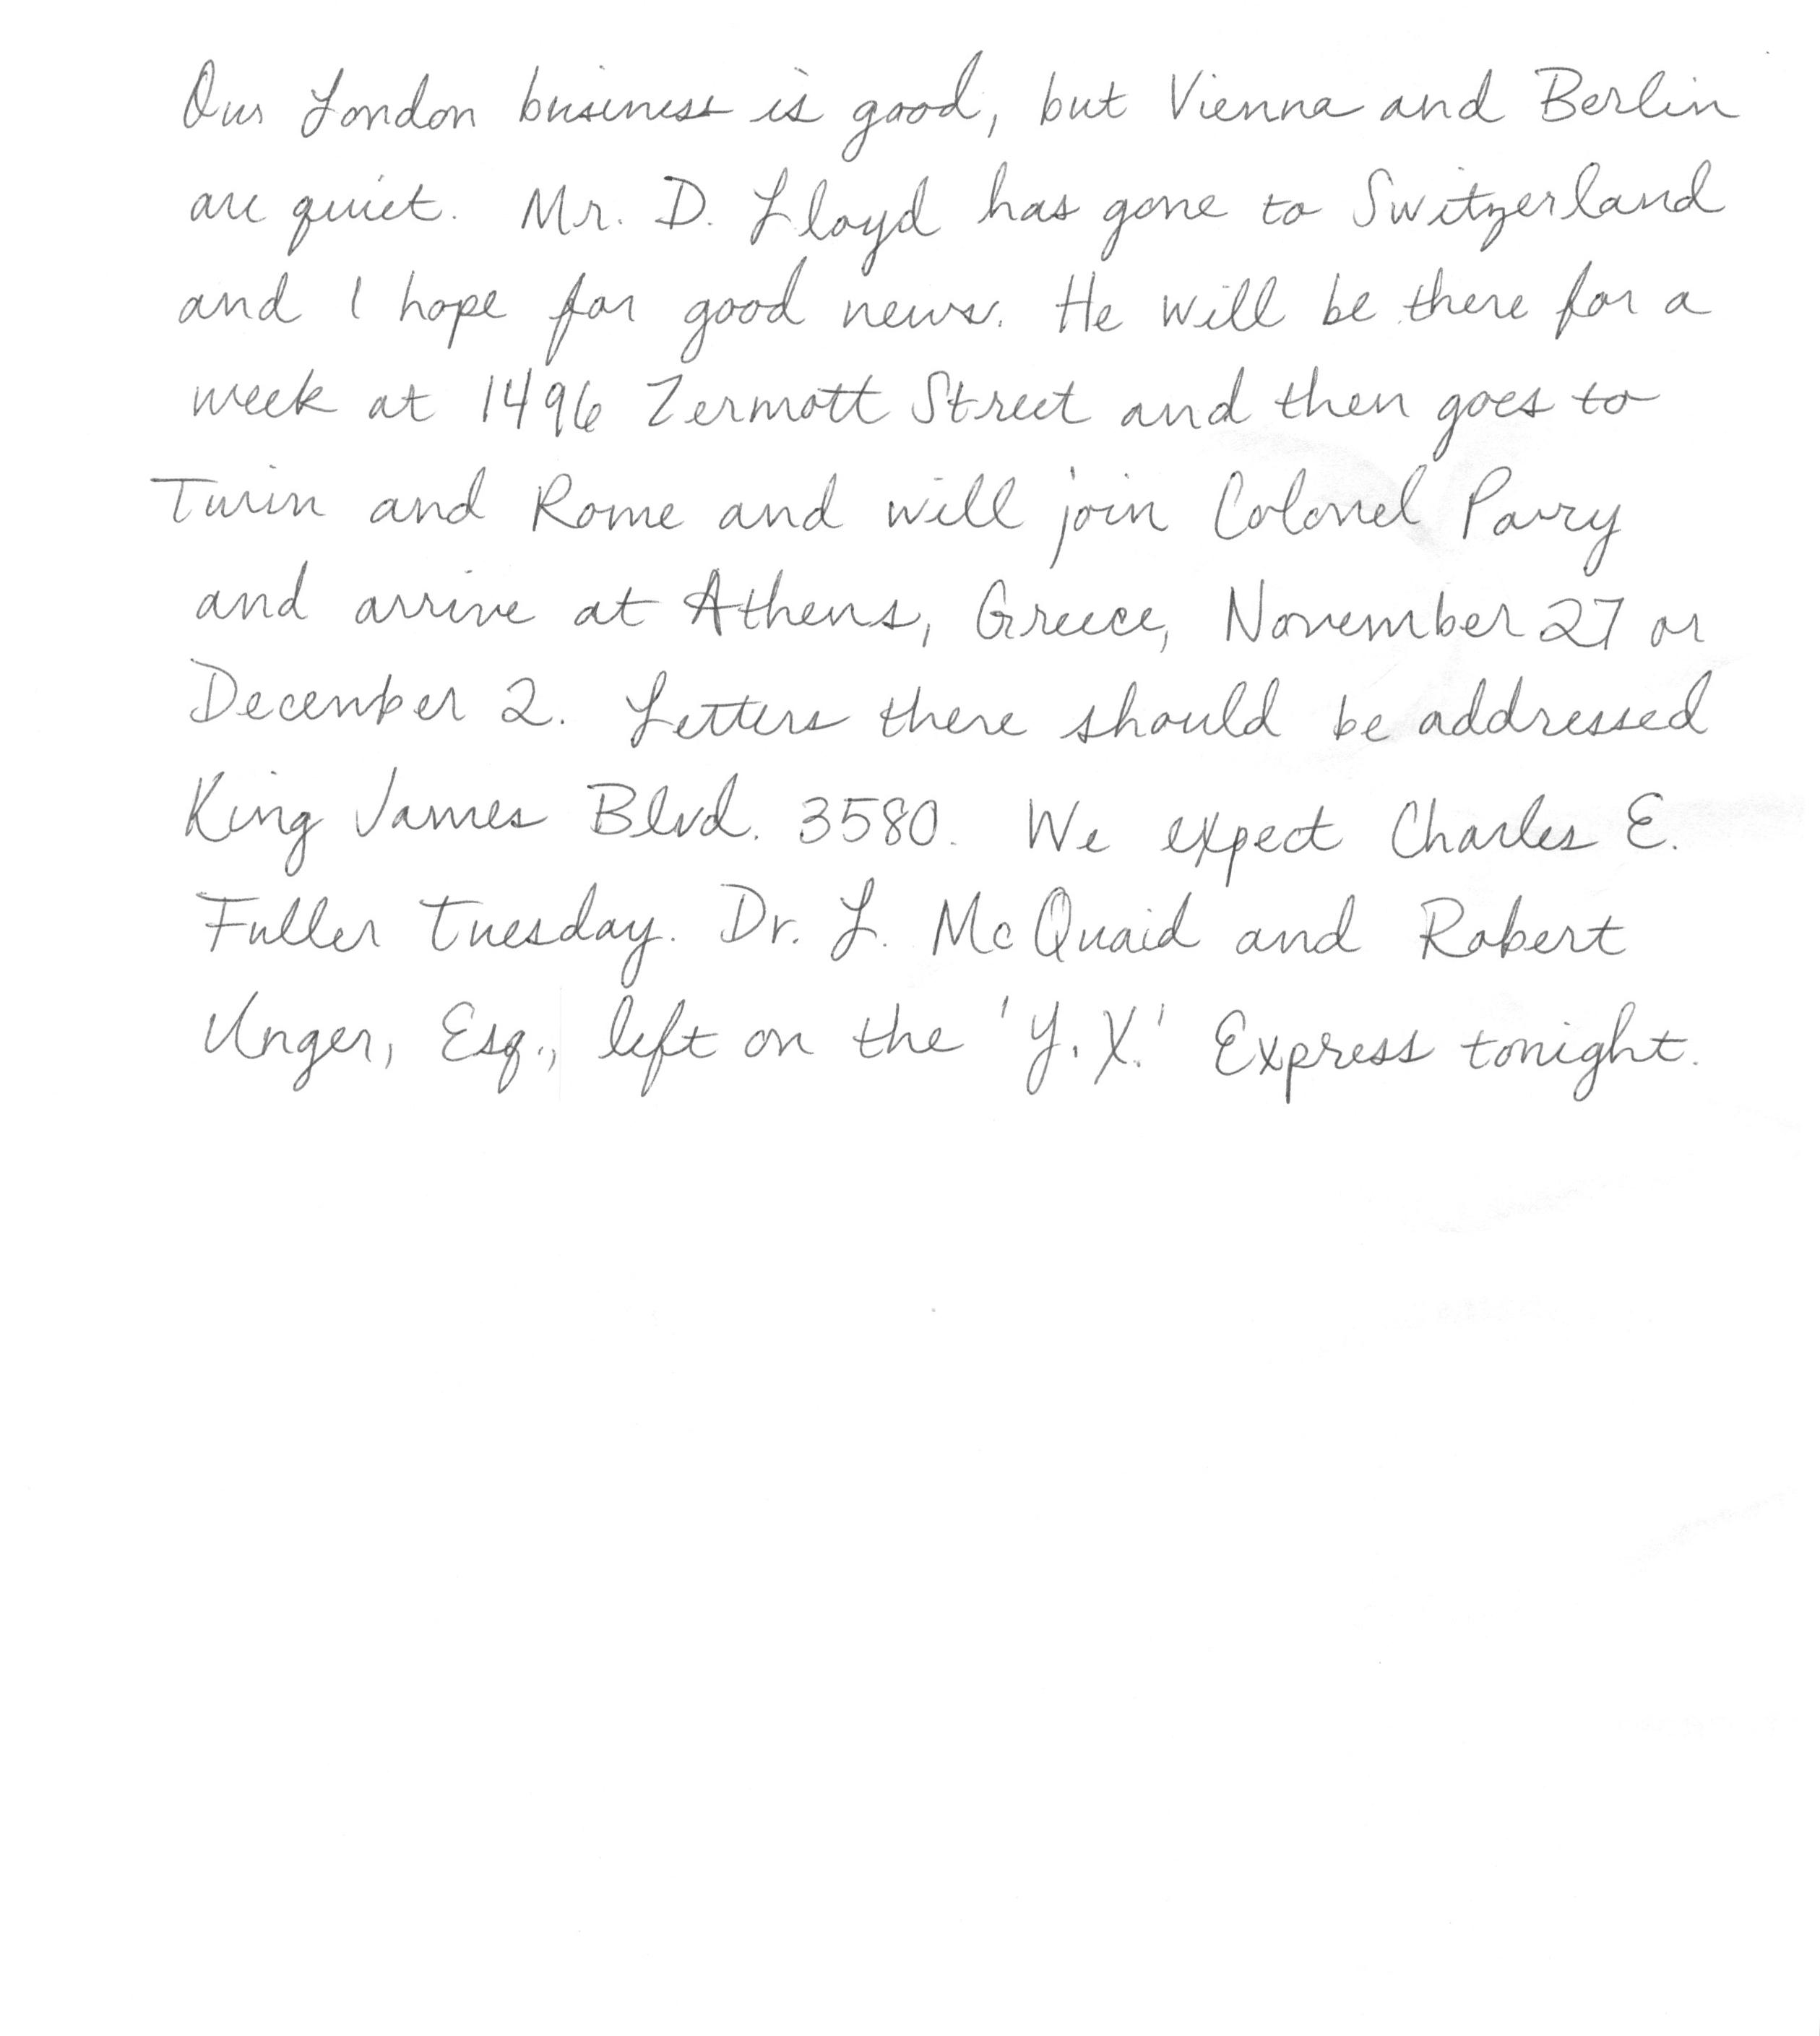 Our London business is good, but Vienna and Berlin
are quiet. Mr. D. Lloyd has gone to Switzerland
and I hope for good news. He will be there for a
week at 1496 Zermott Street and then goes to
Turin and Rome and will join Colonel Parry
and arrive at Athens, Greece, November 27 or
December 2. Letters there should be addressed
King James Blvd. 3580. We expect Charles E.
Fuller Tuesday. Dr. L. McQuaid and Robert
Unger, Esq., left on the 'Y.X.' Express tonight.